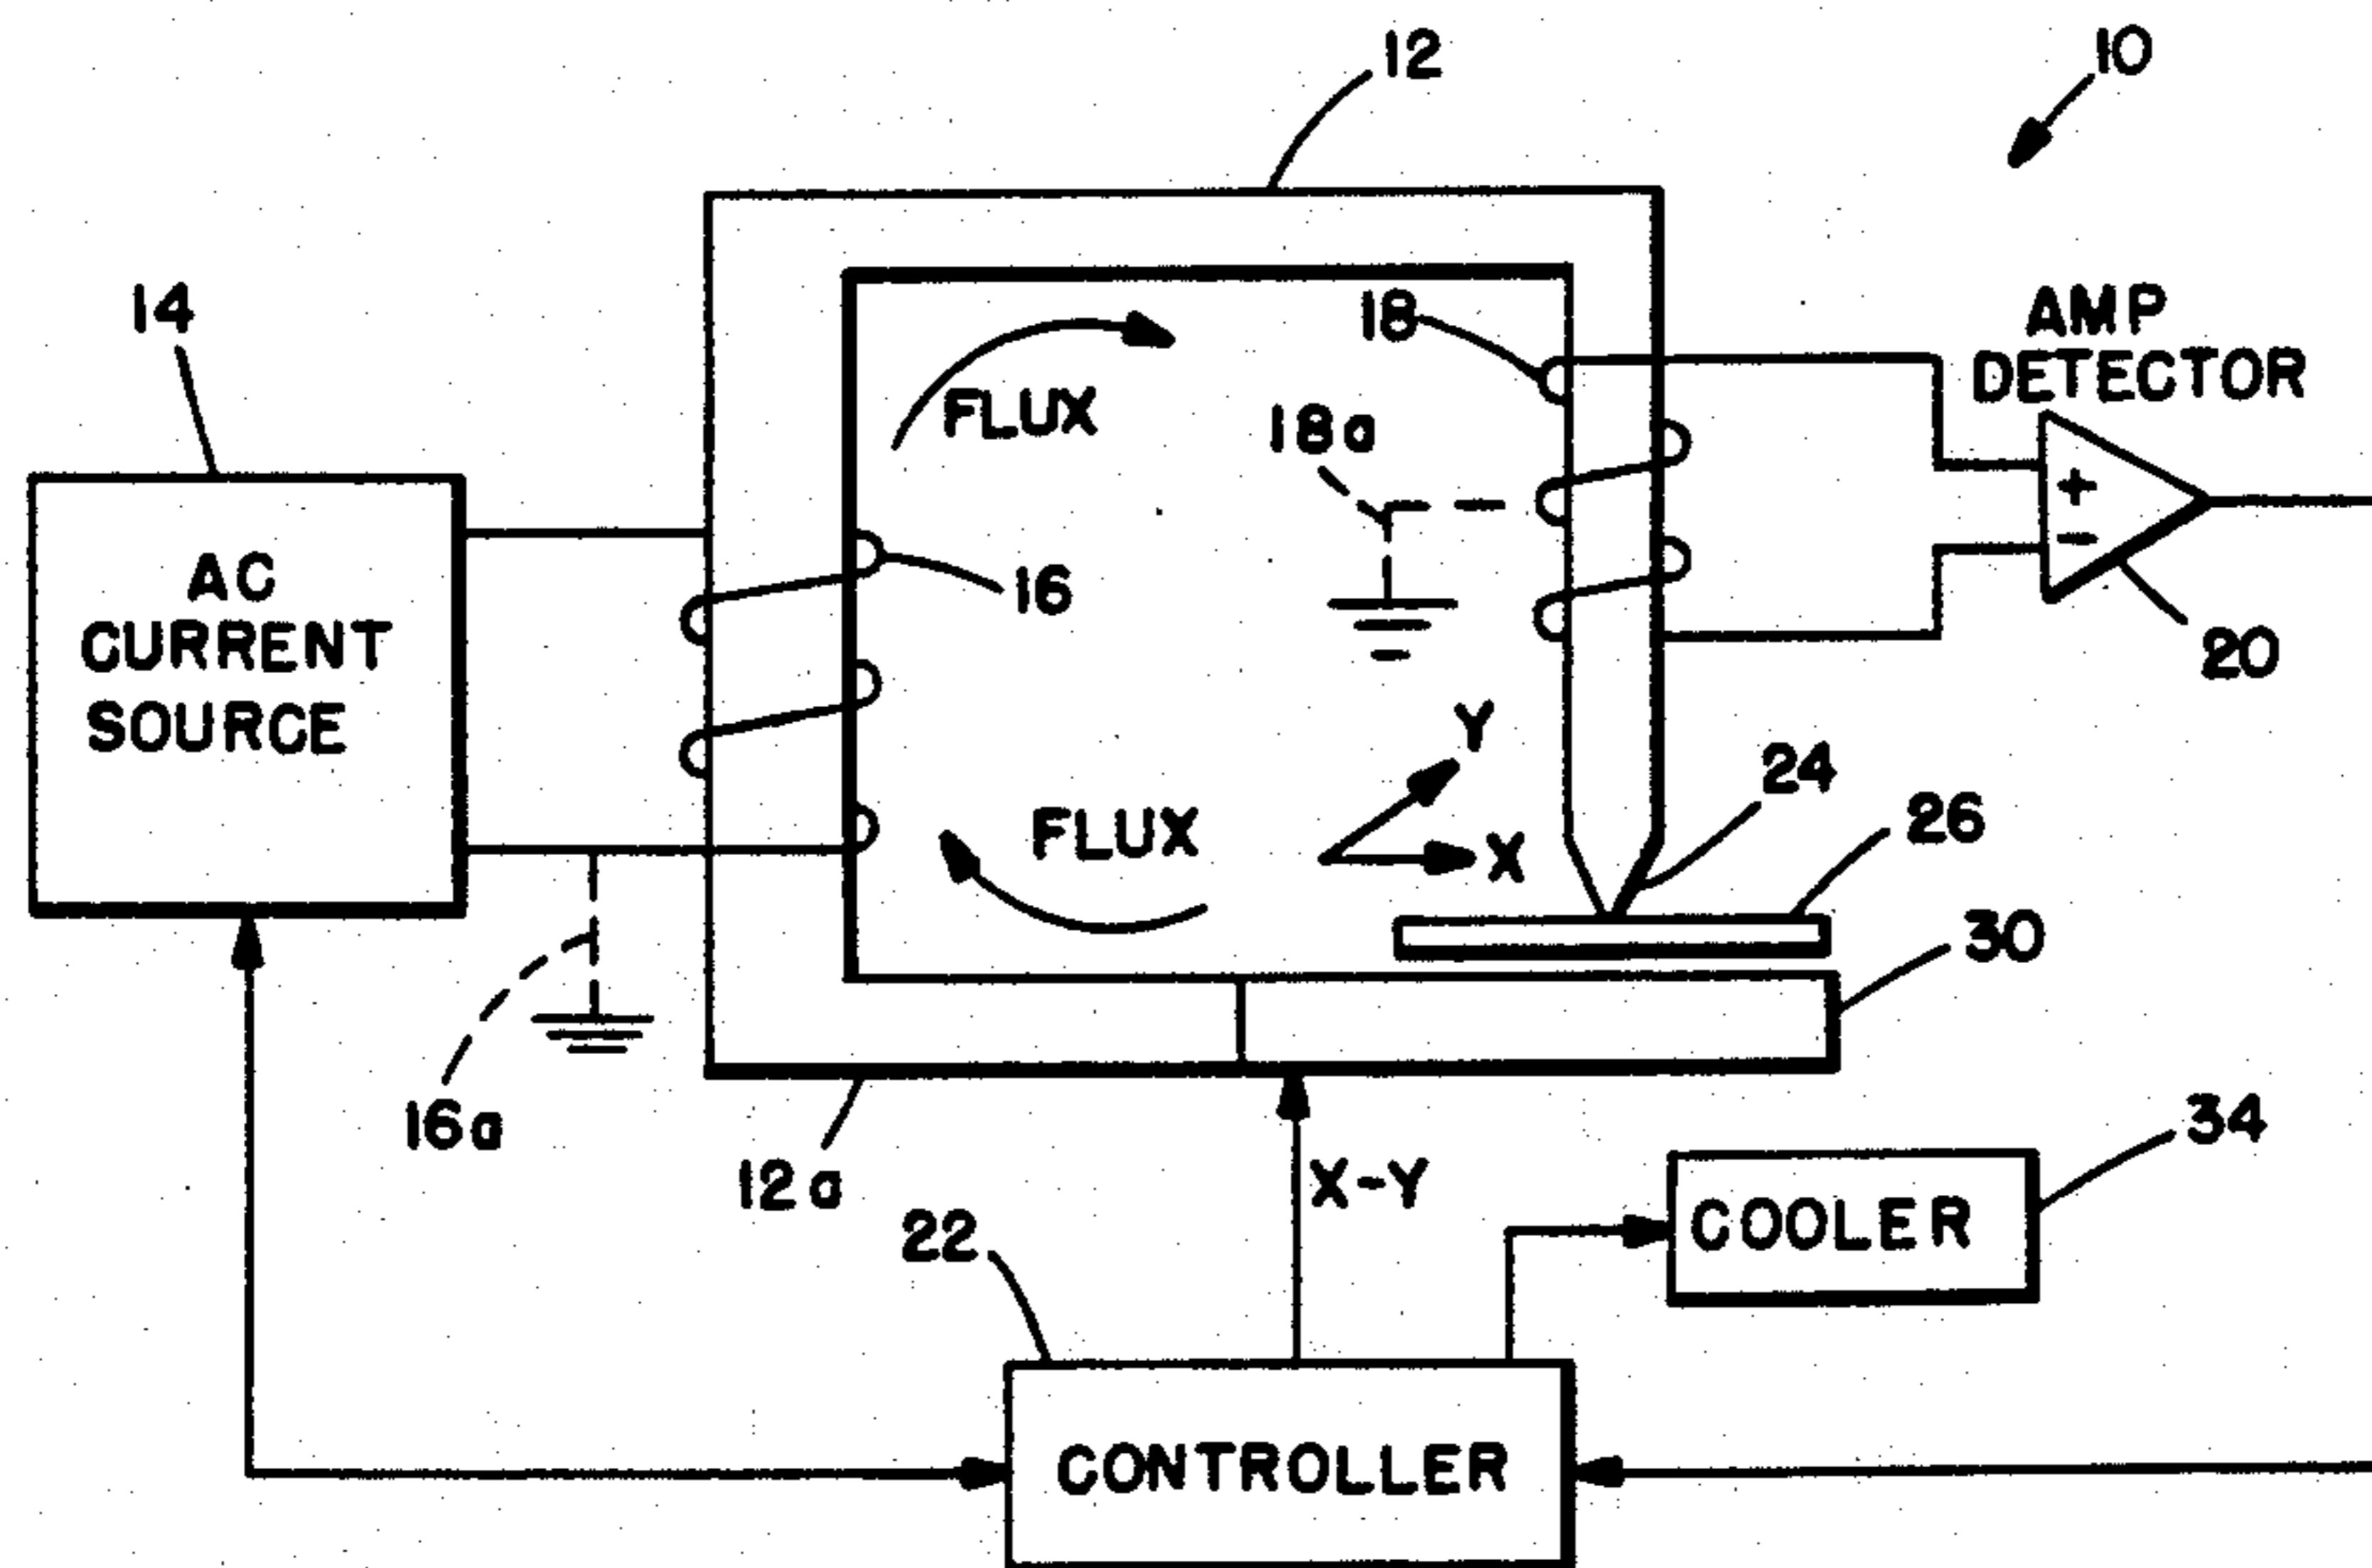 12
10
14
18
AMP
DETECTOR
FLUX
18a
+
-
AC
CURRENT
SOURCE
16
20
Y
24
26
FLUX
X
30
16a
12a
X-Y
34
22
COOLER
CONTROLLER